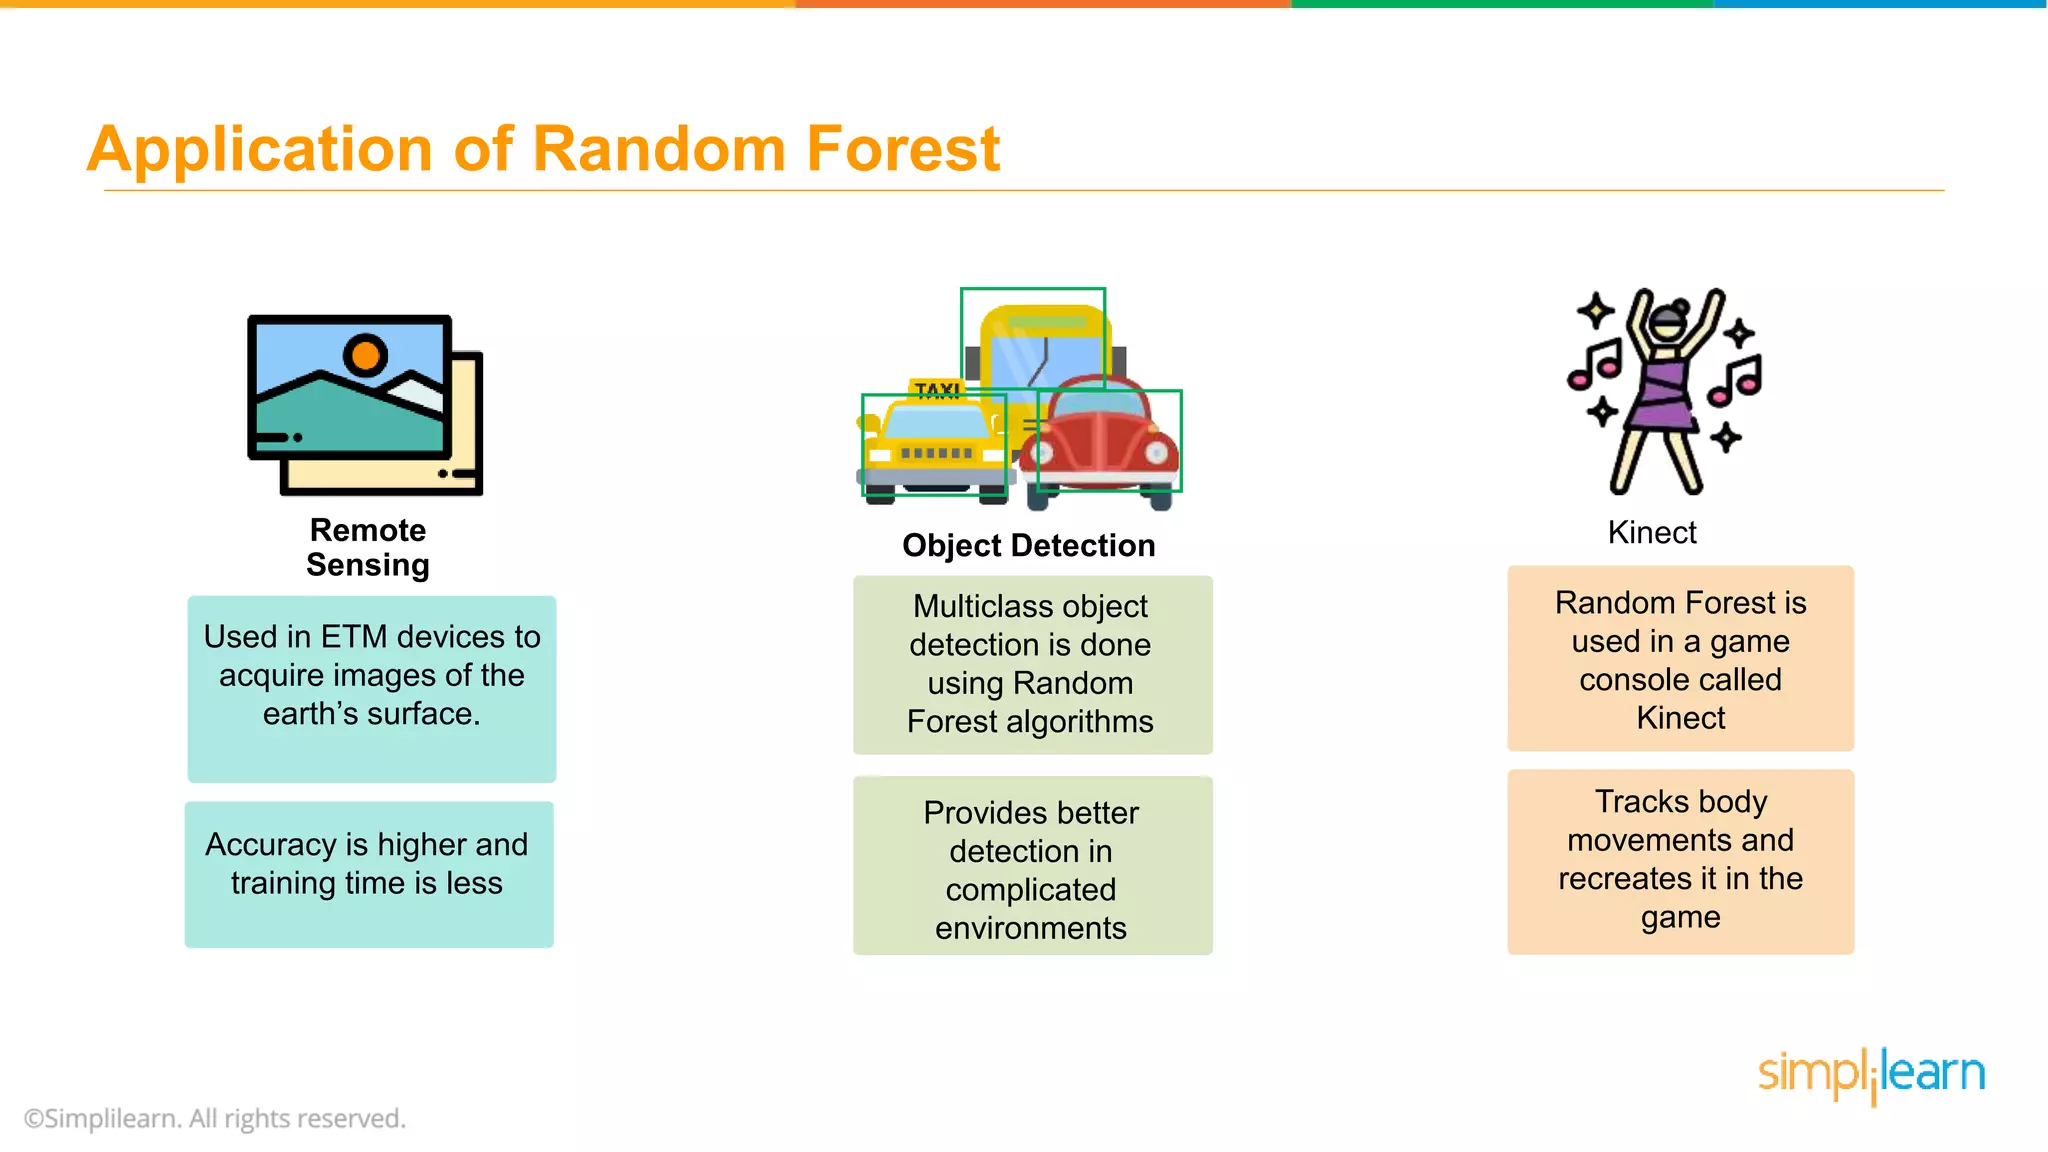 Application of Random Forest
TAXI
Remote
Sensing
Used in ETM devices to
acquire images of the
earth’s surface.
Accuracy is higher and
training time is less
Object Detection
Multiclass object
detection is done
using Random
Forest algorithms
Provides better
detection in
complicated
environments
Kinect
Random Forest is
used in a game
console called
Kinect
Tracks body
movements and
recreates it in the
game
simplilearn
©Simplilearn. All rights reserved.